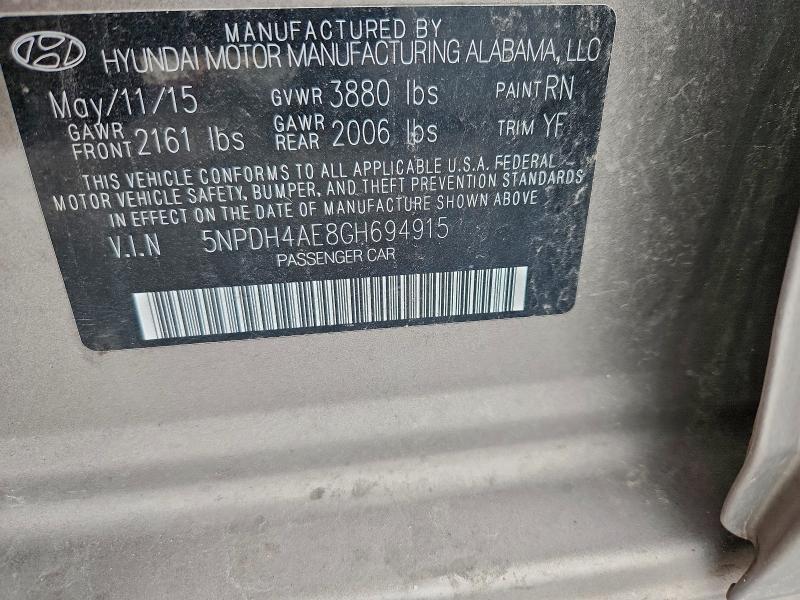 MANUFACTURED BY
HYUNDAI MOTOR MANUFACTURING ALABAMA, LLC
May/11/15 GVWR 3880 lbs PAINT RN
GAWR FRONT 2161 lbs GAWR REAR 2006 lbs TRIM YF
THIS VEHICLE CONFORMS TO ALL APPLICABLE U.S.A. FEDERAL
MOTOR VEHICLE SAFETY, BUMPER, AND THEFT PREVENTION STANDARDS
IN EFFECT ON THE DATE OF MANUFACTURE SHOWN ABOVE
V.I.N 5NPDH4AE8GH694915
PASSENGER CAR